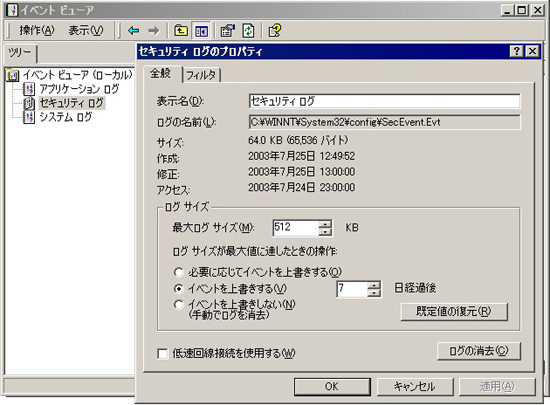 イベント ビューア
操作(A) 表示(V)
ツリー
イベント ビューア (ローカル)
アプリケーション ログ
セキュリティ ログ
システム ログ
セキュリティ ログのプロパティ
全般 フィルタ
表示名(D): セキュリティ ログ
ログの名前(L): C:¥WINNT¥System32¥config¥SecEvent.Evt
サイズ: 64.0 KB (65,536 バイト)
作成: 2003年7月25日 12:49:52
修正: 2003年7月25日 13:00:00
アクセス: 2003年7月24日 23:00:00
ログ サイズ
最大ログ サイズ(M): 512 KB
ログ サイズが最大値に達したときの操作:
必要に応じてイベントを上書きする(O)
イベントを上書きする(V) 7 日経過後
イベントを上書きしない(N)
(手動でログを消去)
既定値の復元(R)
低速回線接続を使用する(W)
ログの消去(C)
OK キャンセル 適用(A)